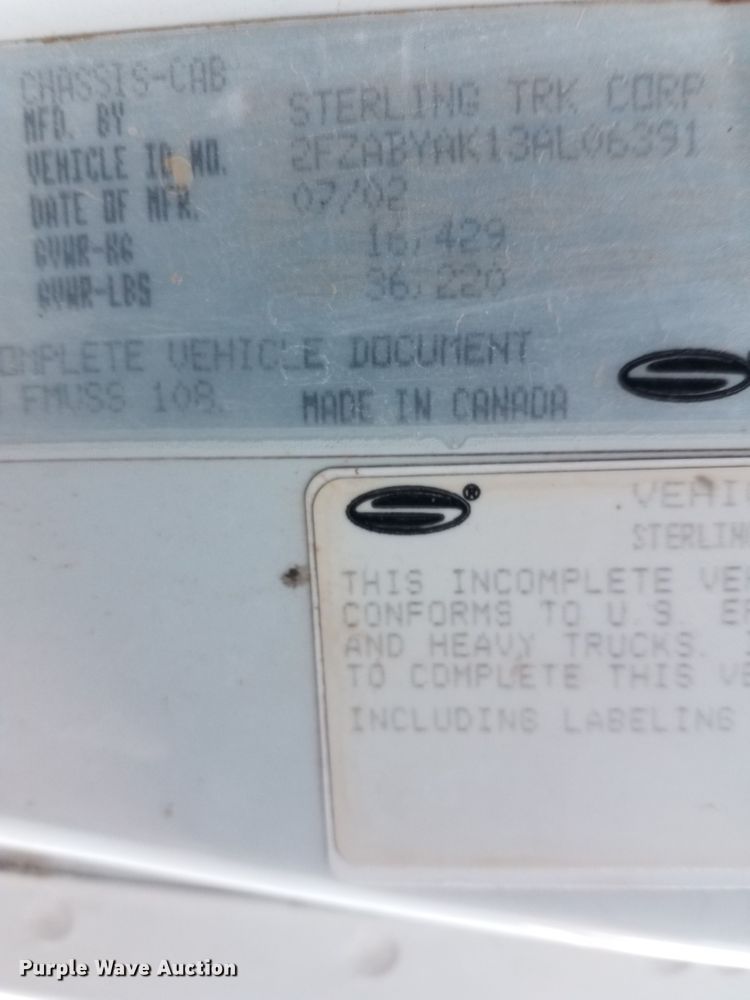 CHASSIS-CAB
MFD. BY STERLING TRK CORP
VEHICLE ID NO. 2FZABYAK13AL06391
DATE OF MFR. 07/02
GVWR-KG 16,429
GVWR-LBS 36,220
OMPLETE VEHICLE DOCUMENT
FMVSS 108.
MADE IN CANADA
®
VEHI
STERLIN
THIS INCOMPLETE VE
CONFORMS TO U.S. E
AND HEAVY TRUCKS.
TO COMPLETE THIS VE
INCLUDING LABELING
Purple Wave Auction